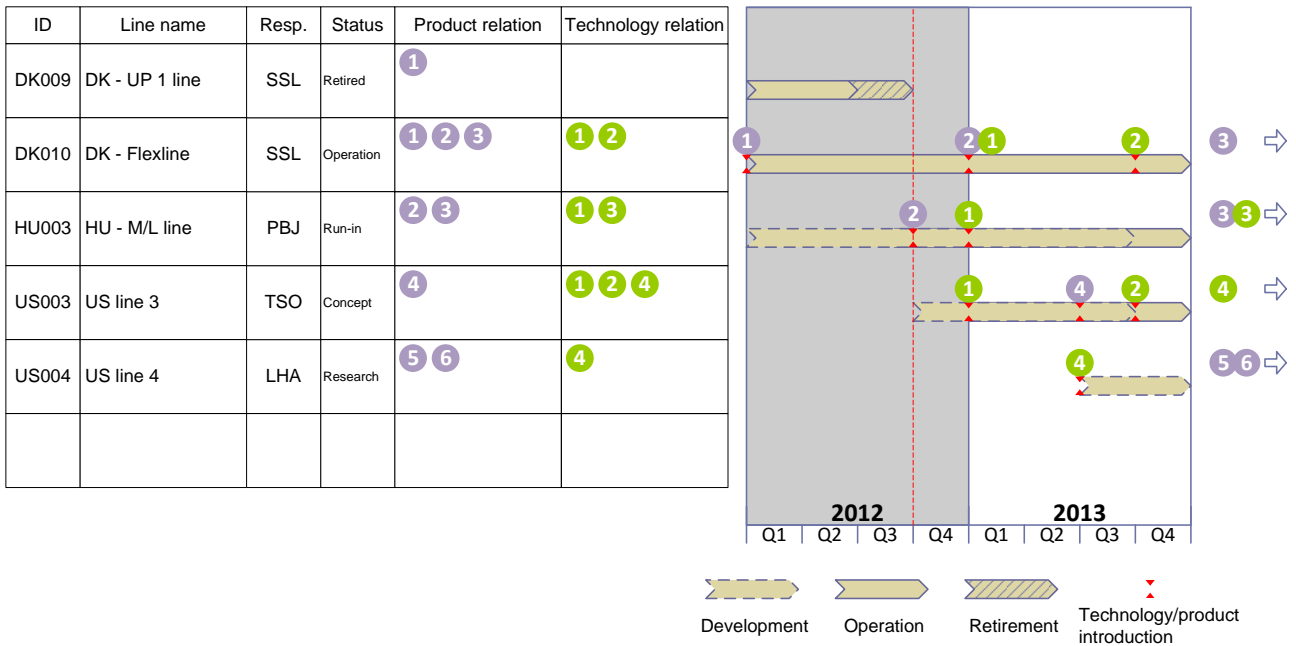 ID Line name Resp. Status Product relation Technology relation
DK009 DK - UP 1 line SSL Retired 1
DK010 DK - Flexline SSL Operation 1 2 3 1 2 1 2 1 2 3
HU003 HU - M/L line PBJ Run-in 2 3 1 3 2 1 3 3
US003 US line 3 TSO Concept 4 1 2 4 1 4 2 4
US004 US line 4 LHA Research 5 6 4 4 5 6
2012 2013
Q1 Q2 Q3 Q4 Q1 Q2 Q3 Q4
Development Operation Retirement Technology/product
introduction